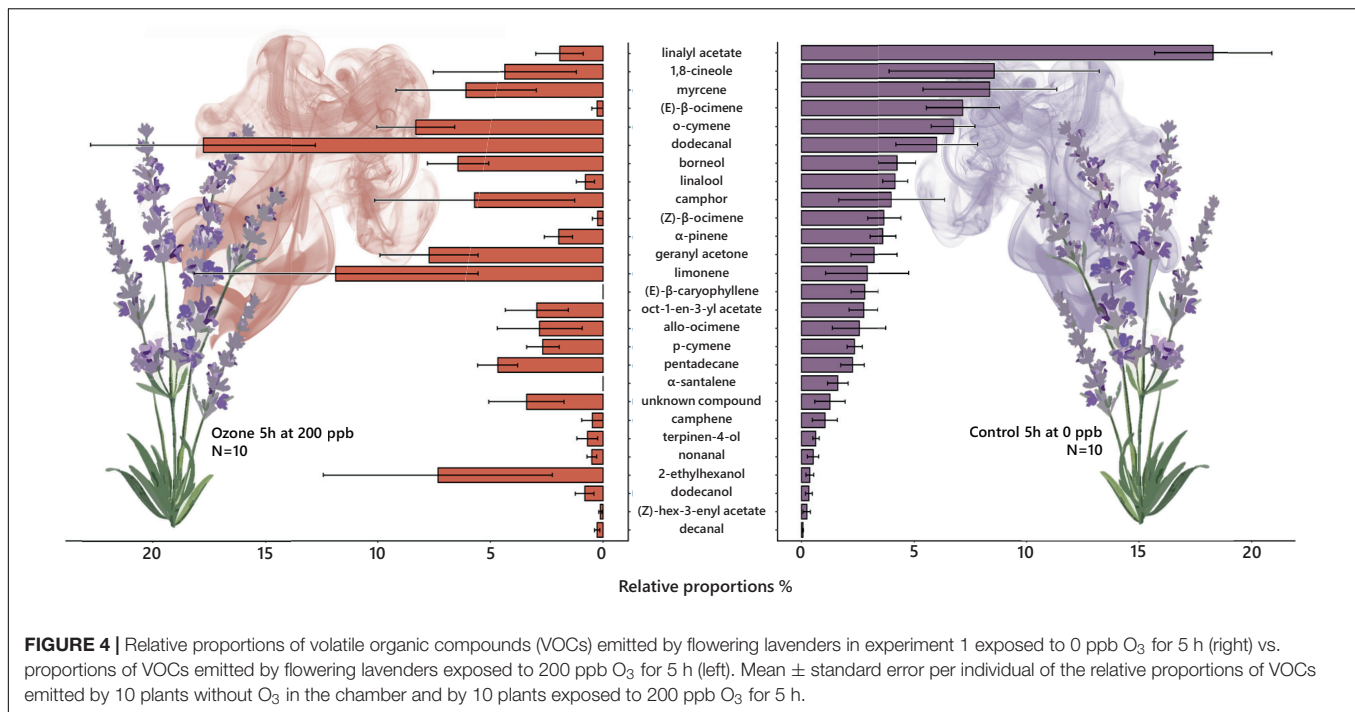 linalyl acetate
1,8-cineole
myrcene
(E)-β-ocimene
o-cymene
dodecanal
borneol
linalool
camphor
(Z)-β-ocimene
α-pinene
geranyl acetone
limonene
(E)-β-caryophyllene
oct-1-en-3-yl acetate
allo-ocimene
p-cymene
pentadecane
α-santalene
unknown compound
camphene
terpinen-4-ol
nonanal
2-ethylhexanol
dodecanol
(Z)-hex-3-enyl acetate
decanal
Ozone 5h at 200 ppb
N=10
Control 5h at 0 ppb
N=10
20 15 10 5 0
0 5 10 15 20
Relative proportions %
FIGURE 4 | Relative proportions of volatile organic compounds (VOCs) emitted by flowering lavenders in experiment 1 exposed to 0 ppb O₃ for 5 h (right) vs.
proportions of VOCs emitted by flowering lavenders exposed to 200 ppb O₃ for 5 h (left). Mean ± standard error per individual of the relative proportions of VOCs
emitted by 10 plants without O₃ in the chamber and by 10 plants exposed to 200 ppb O₃ for 5 h.